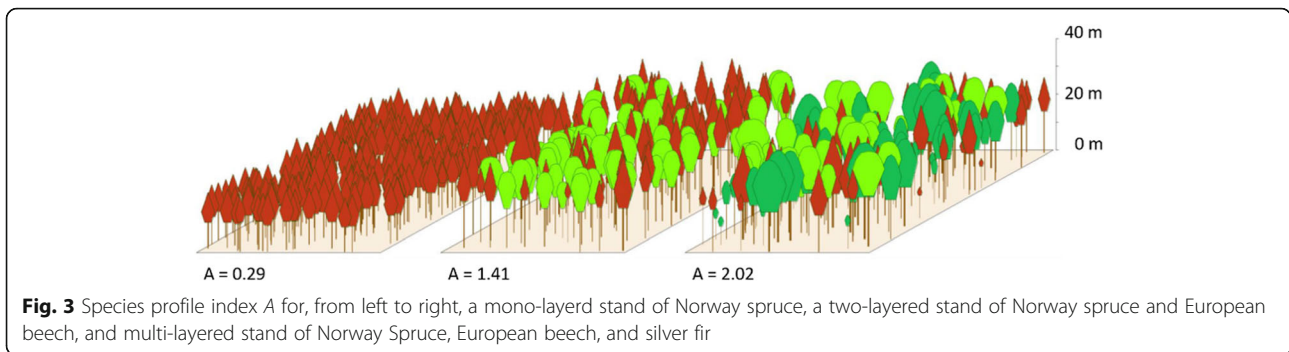 40 m
20 m
0 m
A = 0.29
A = 1.41
A = 2.02
Fig. 3 Species profile index A for, from left to right, a mono-layerd stand of Norway spruce, a two-layered stand of Norway spruce and European
beech, and multi-layered stand of Norway Spruce, European beech, and silver fir